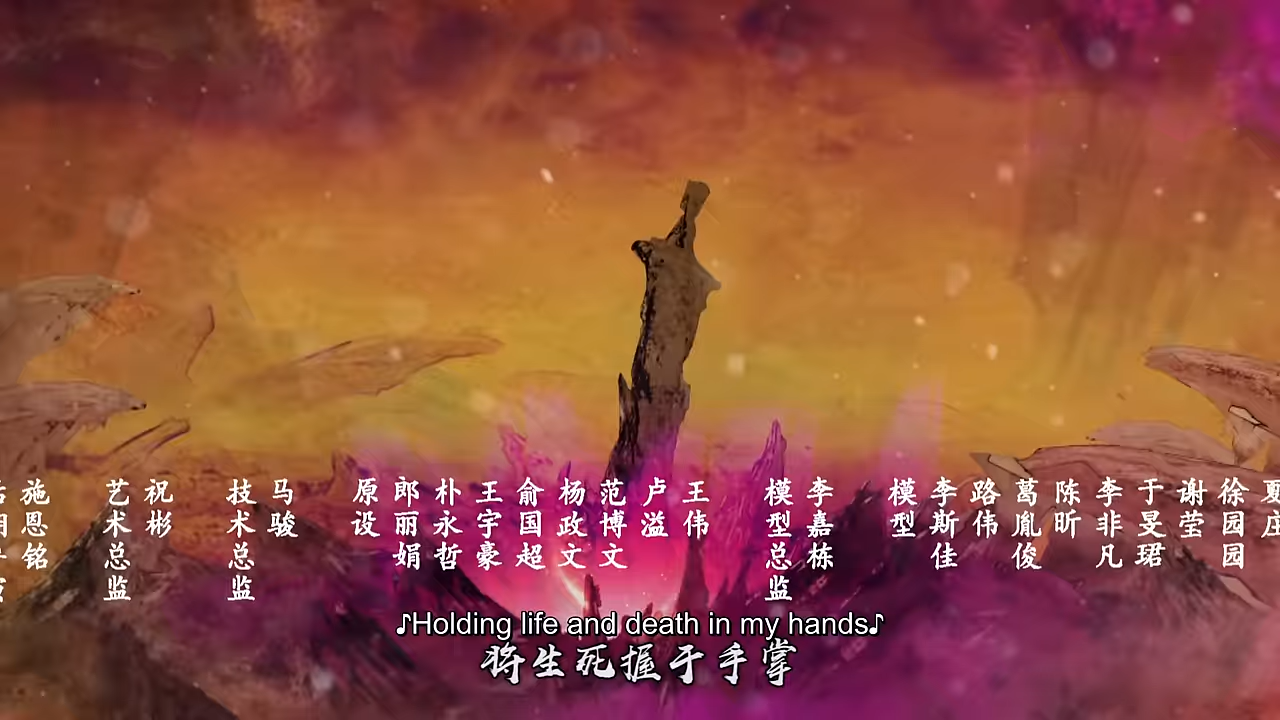 施恩铭
艺术总监
祝彬
技术总监
马骏
原设
郎丽娟
朴永哲
王宇豪
俞国超
杨政文
范博文
卢溢
王伟
模型总监
李嘉栋
模型
李斯佳
路伟
葛胤俊
陈昕
李非凡
于旻珺
谢莹
徐园园
♪Holding life and death in my hands♪
将生死握于手掌